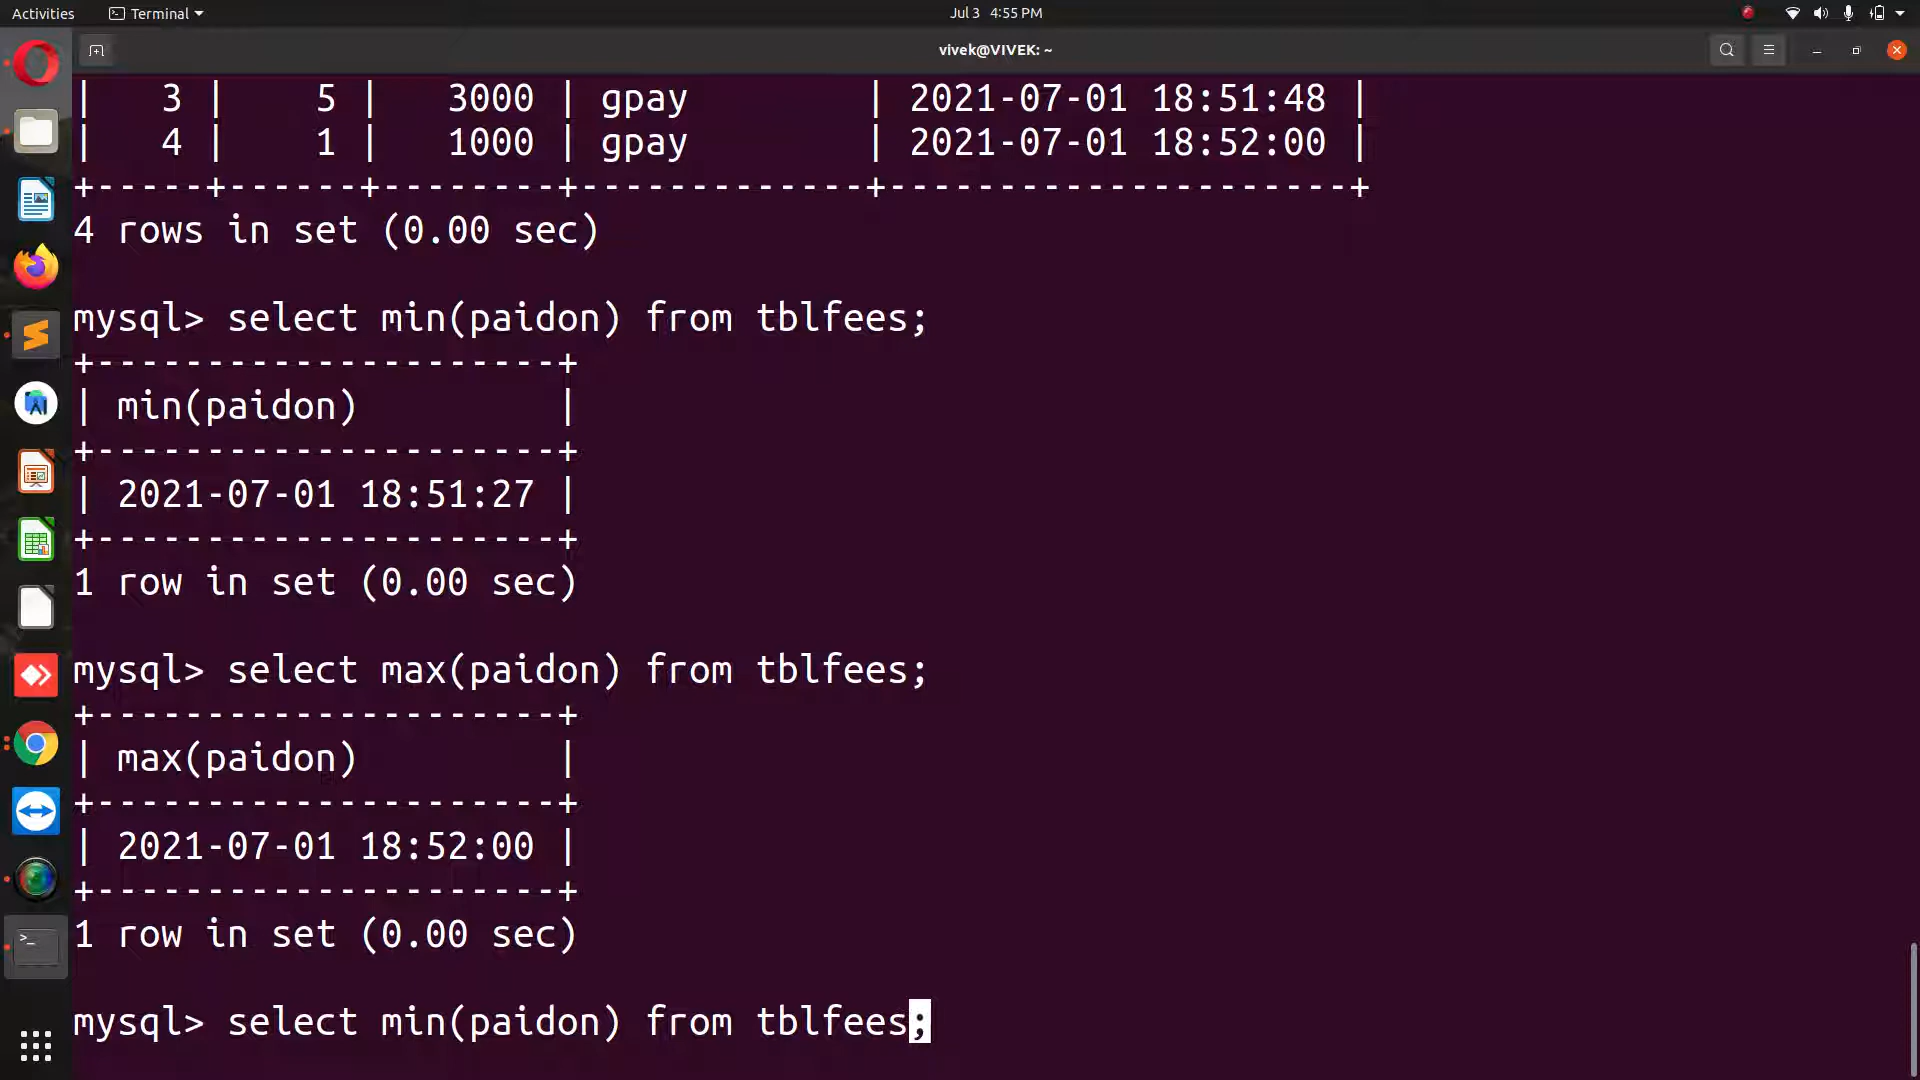 Activities Terminal Jul 3 4:55 PM
vivek@VIVEK: ~
| 3 | 5 | 3000 | gpay | 2021-07-01 18:51:48 |
| 4 | 1 | 1000 | gpay | 2021-07-01 18:52:00 |
+-----+------+--------+-------------+---------------------+
4 rows in set (0.00 sec)
mysql> select min(paidon) from tblfees;
+---------------------+
| min(paidon) |
+---------------------+
| 2021-07-01 18:51:27 |
+---------------------+
1 row in set (0.00 sec)
mysql> select max(paidon) from tblfees;
+---------------------+
| max(paidon) |
+---------------------+
| 2021-07-01 18:52:00 |
+---------------------+
1 row in set (0.00 sec)
mysql> select min(paidon) from tblfees;